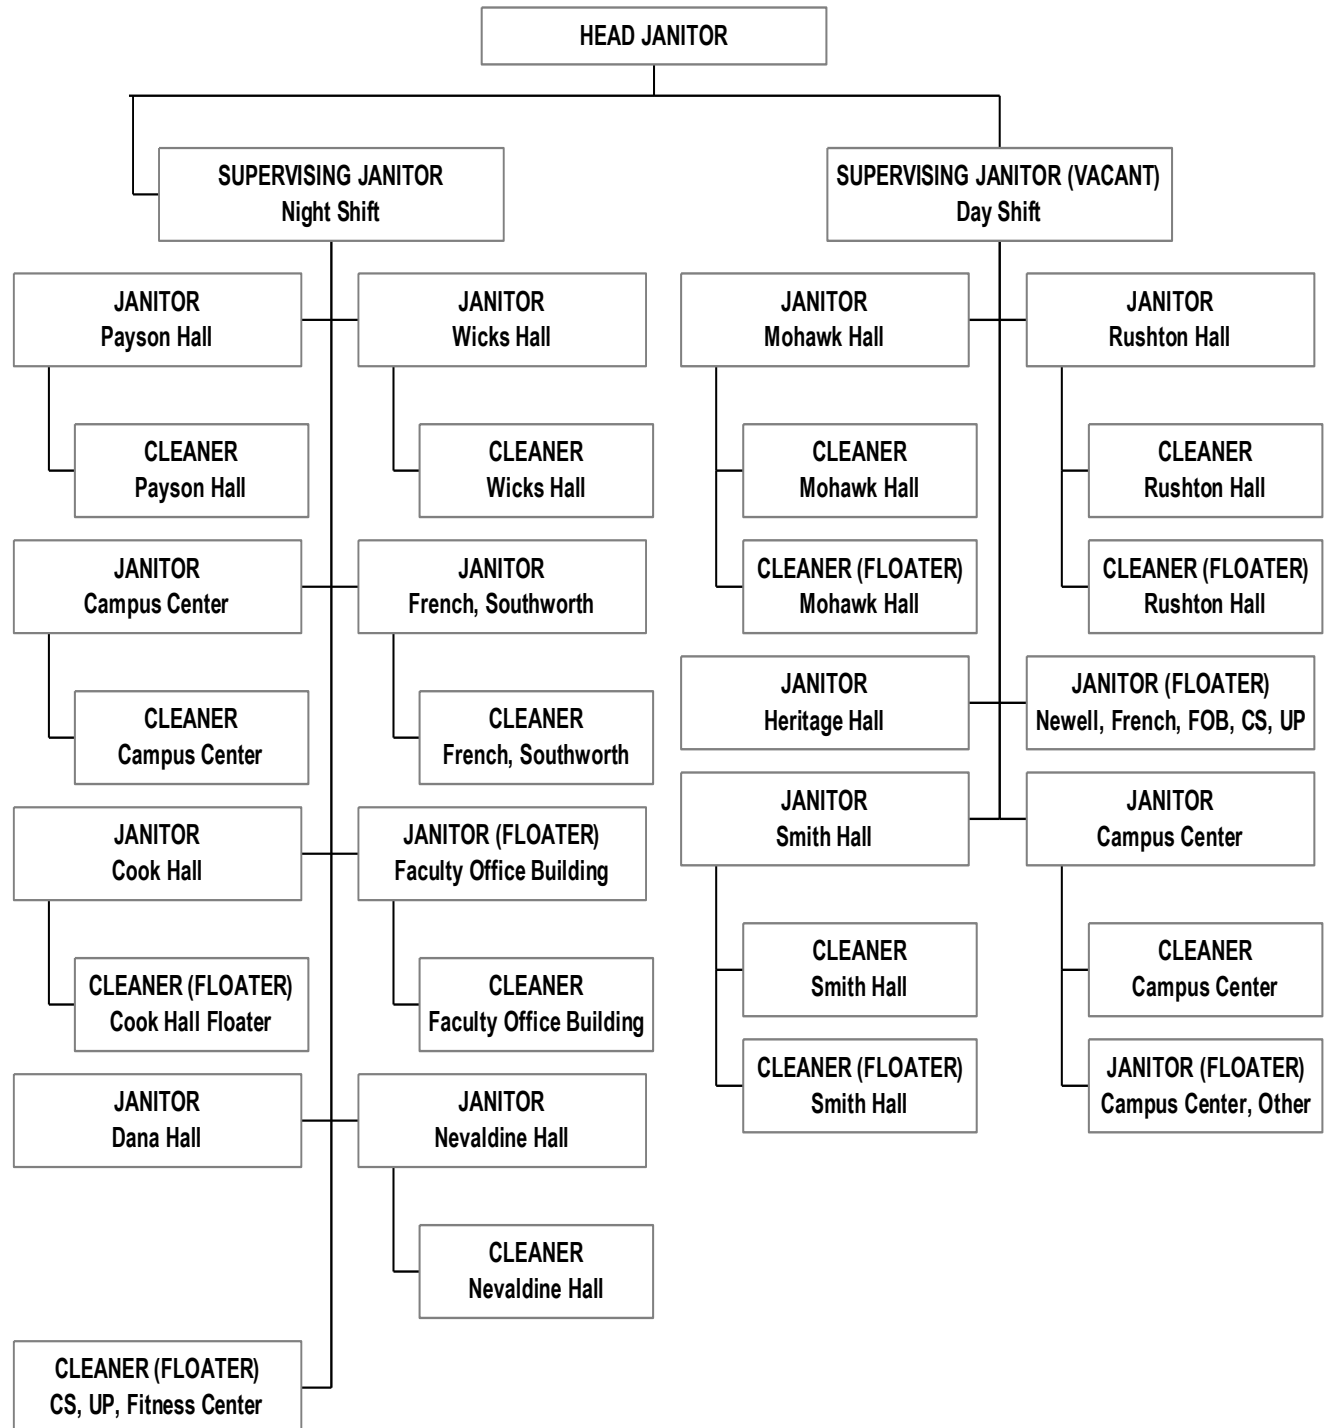 HEAD JANITOR
SUPERVISING JANITOR
Night Shift
SUPERVISING JANITOR (VACANT)
Day Shift
JANITOR
Payson Hall
JANITOR
Wicks Hall
CLEANER
Payson Hall
CLEANER
Wicks Hall
JANITOR
Campus Center
JANITOR
French, Southworth
CLEANER
Campus Center
CLEANER
French, Southworth
JANITOR
Cook Hall
JANITOR (FLOATER)
Faculty Office Building
CLEANER (FLOATER)
Cook Hall Floater
CLEANER
Faculty Office Building
JANITOR
Dana Hall
JANITOR
Nevaldine Hall
CLEANER
Nevaldine Hall
CLEANER (FLOATER)
CS, UP, Fitness Center
JANITOR
Mohawk Hall
JANITOR
Rushton Hall
CLEANER
Mohawk Hall
CLEANER
Rushton Hall
CLEANER (FLOATER)
Mohawk Hall
CLEANER (FLOATER)
Rushton Hall
JANITOR
Heritage Hall
JANITOR (FLOATER)
Newell, French, FOB, CS, UP
JANITOR
Smith Hall
JANITOR
Campus Center
CLEANER
Smith Hall
CLEANER
Campus Center
CLEANER (FLOATER)
Smith Hall
JANITOR (FLOATER)
Campus Center, Other